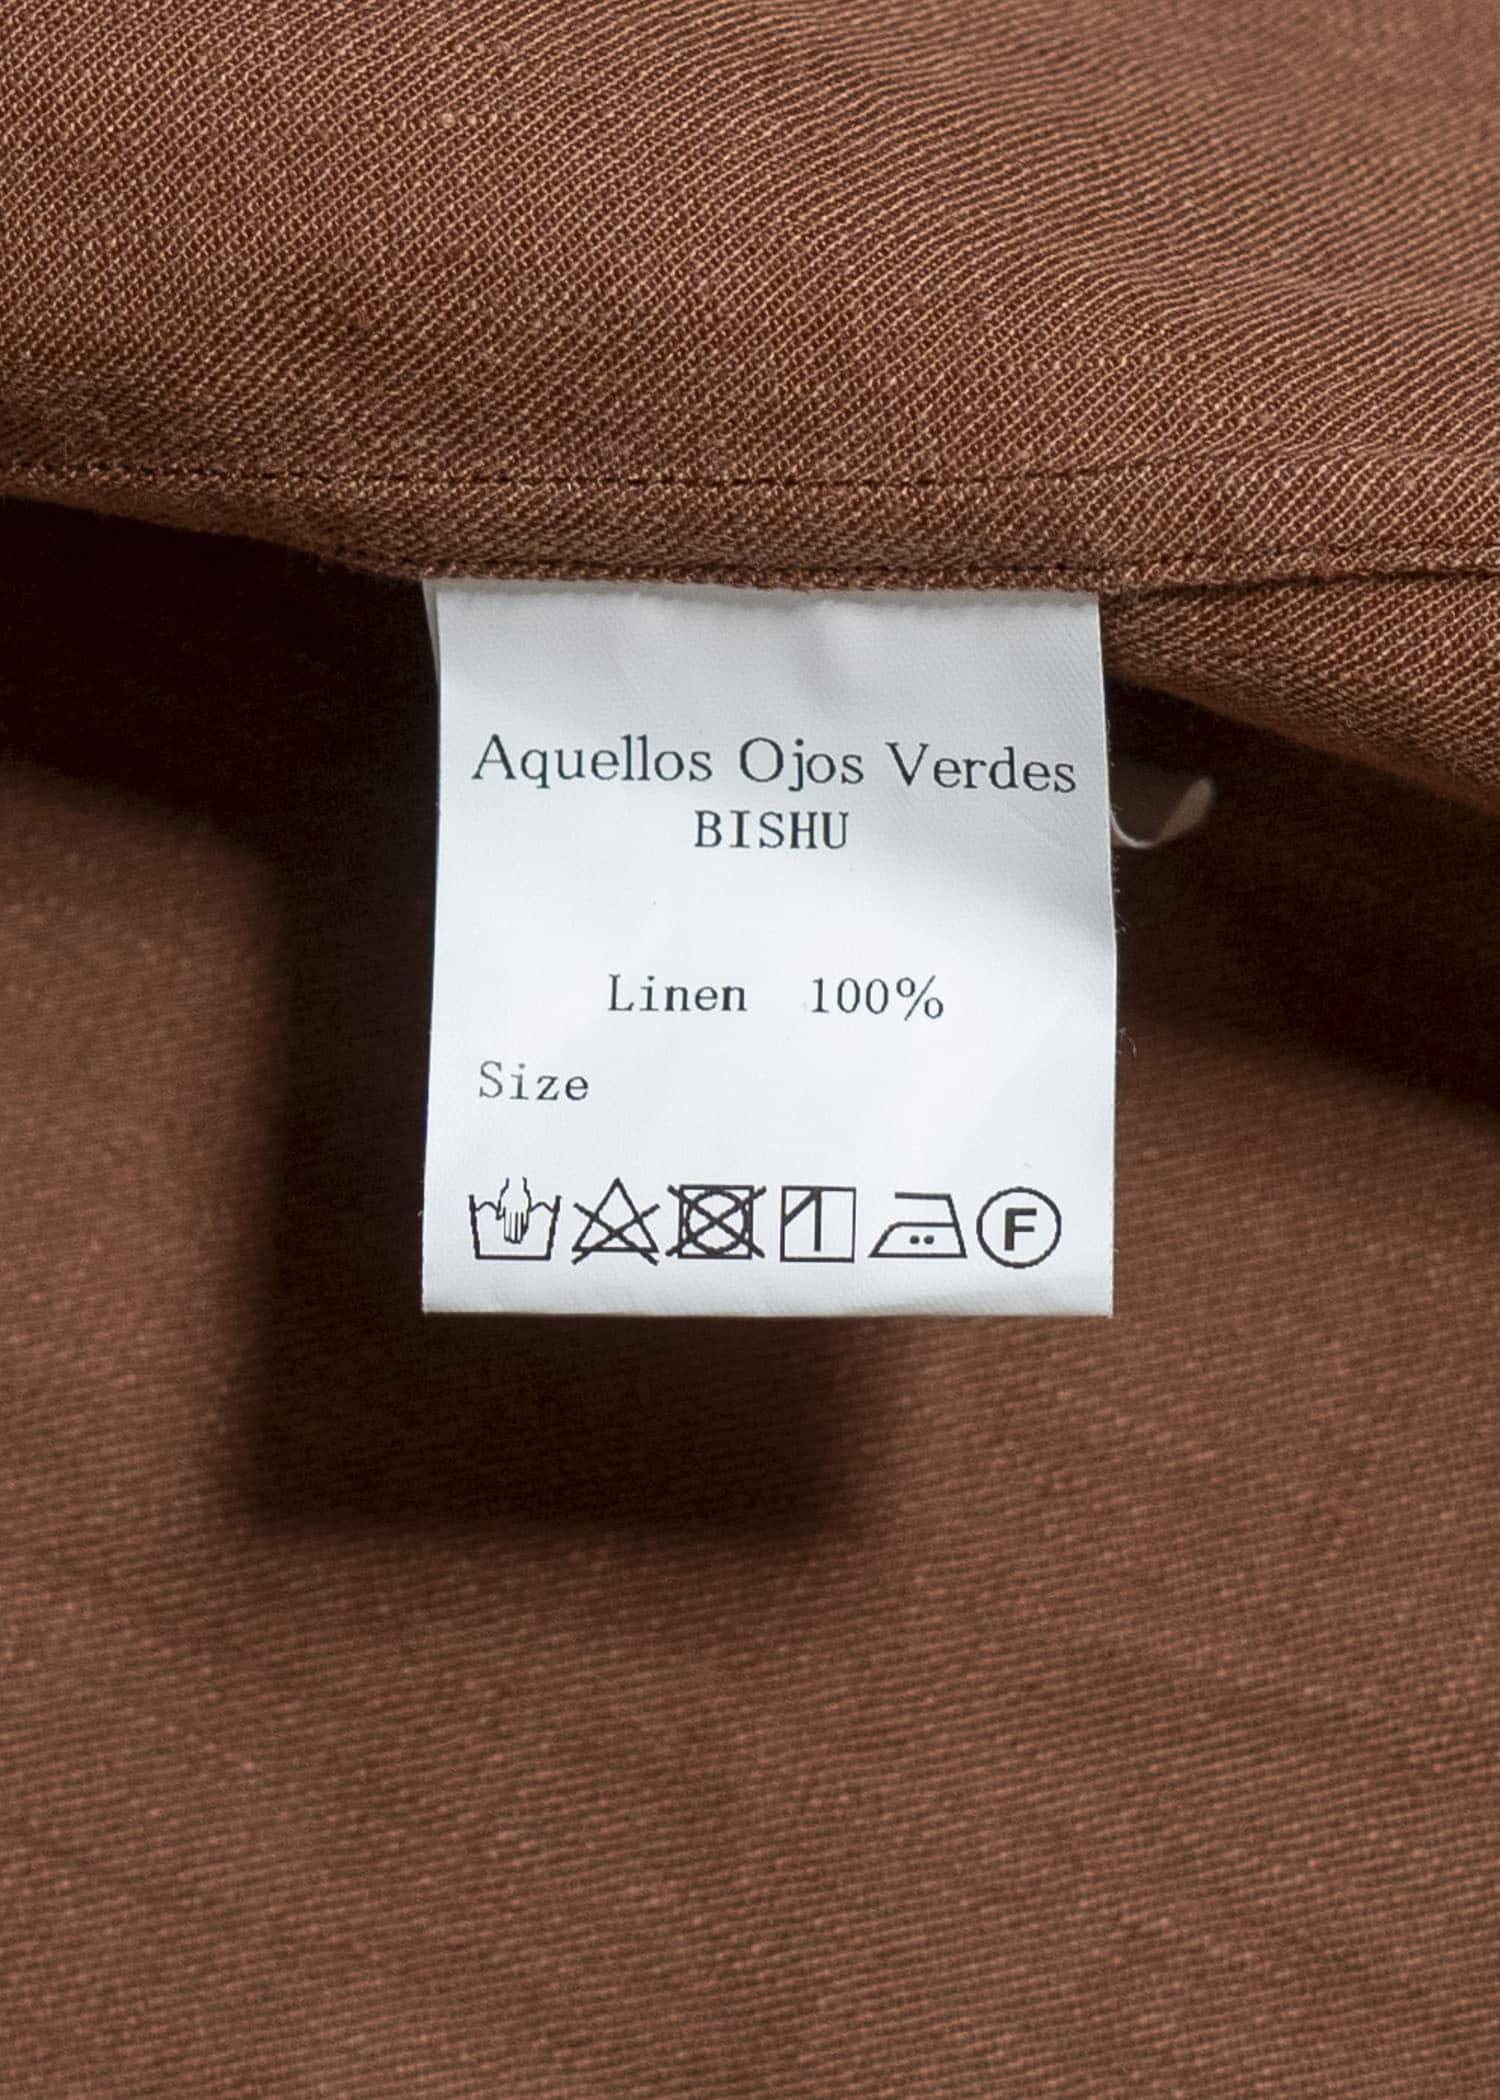 Aquellos Ojos Verdes
BISHU
Linen 100%
Size
F